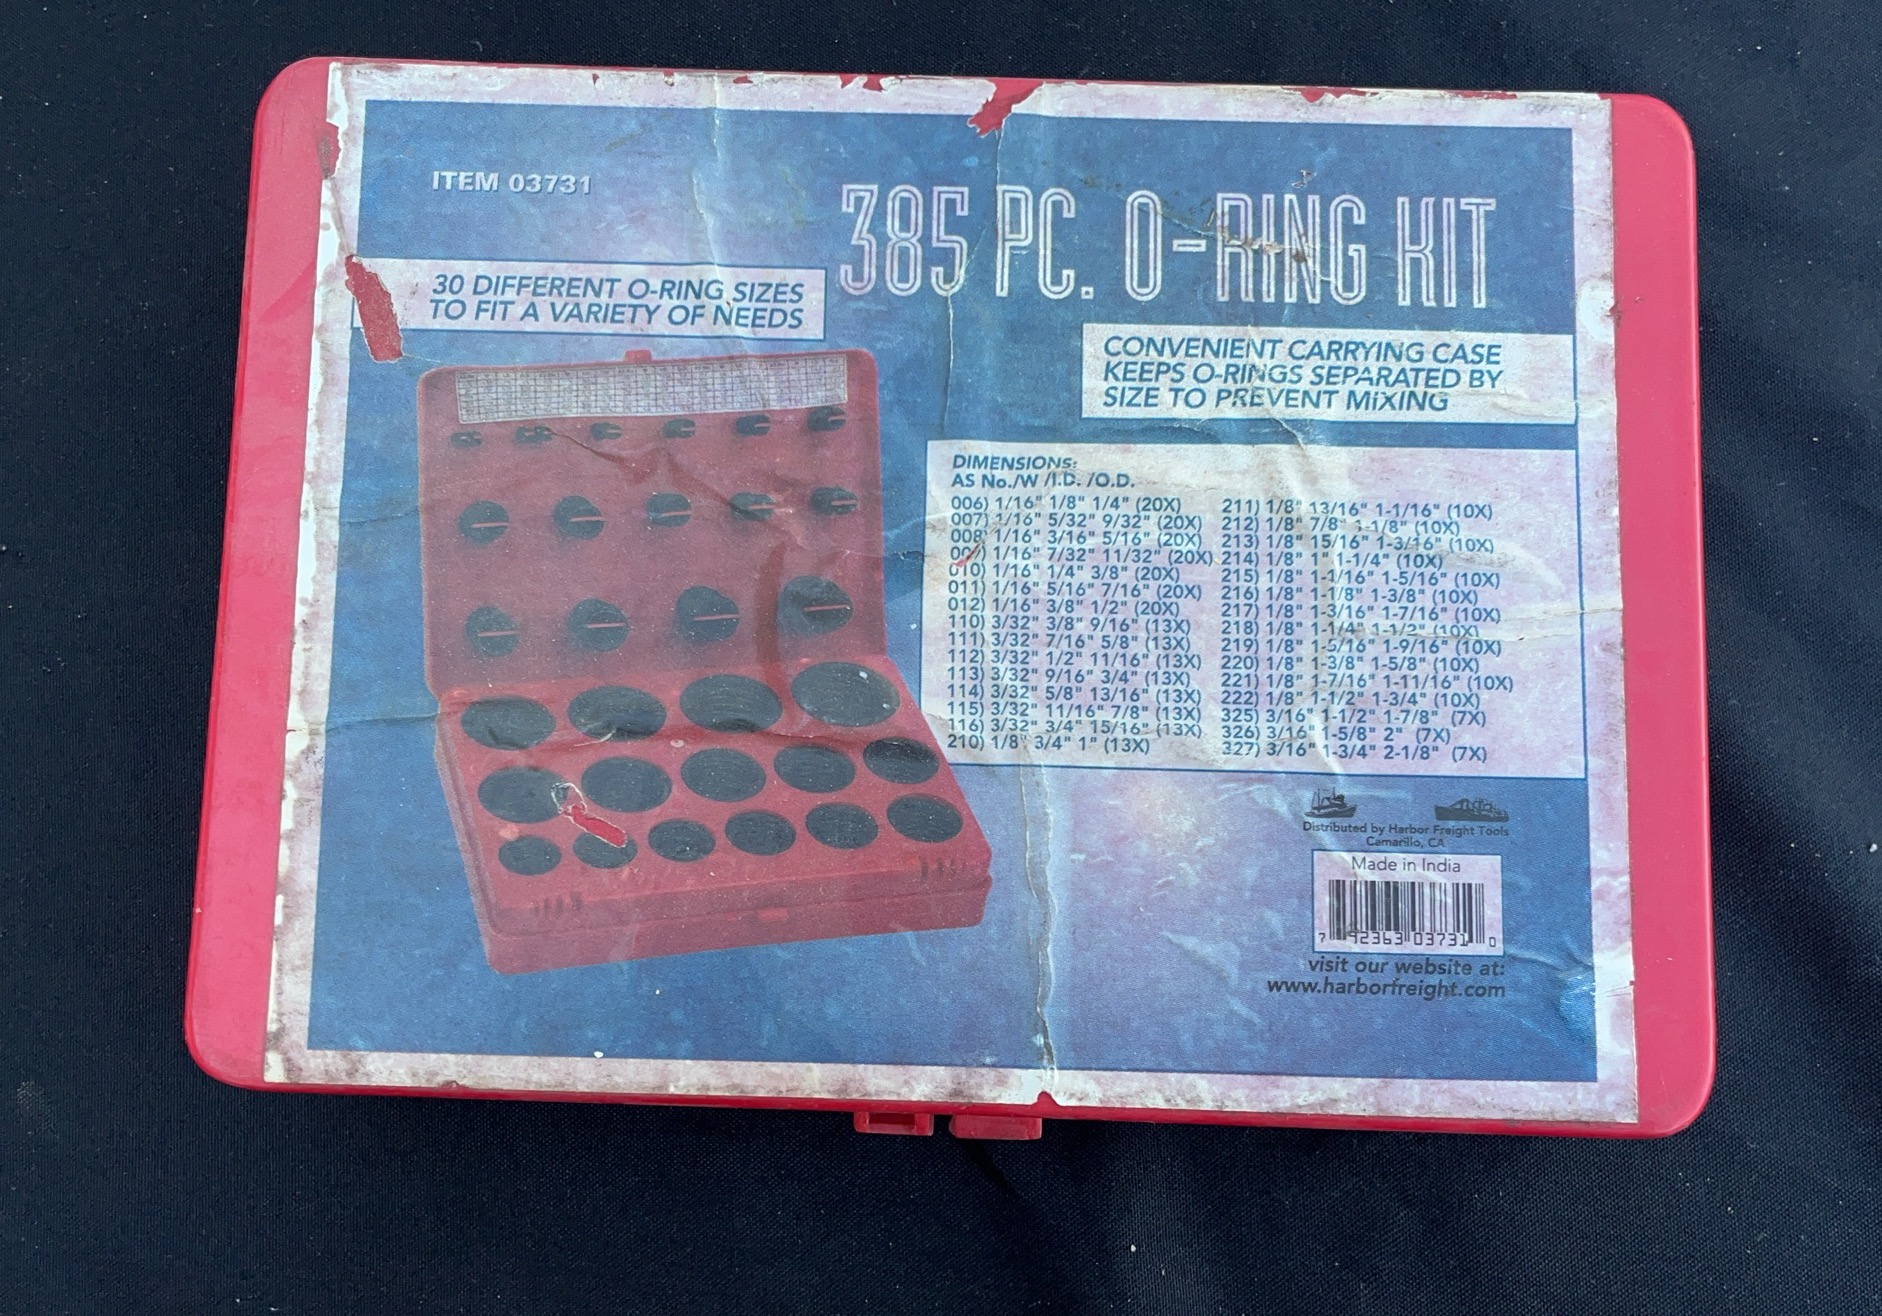 ITEM 03731
385 PC. O-RING KIT
30 DIFFERENT O-RING SIZES
TO FIT A VARIETY OF NEEDS
CONVENIENT CARRYING CASE
KEEPS O-RINGS SEPARATED BY
SIZE TO PREVENT MIXING
DIMENSIONS:
AS No./W /I.D. /O.D.
006) 1/16" 1/8" 1/4" (20X)
007) 1/16" 5/32" 9/32" (20X)
008) 1/16" 3/16" 5/16" (20X)
009) 1/16" 7/32" 11/32" (20X)
010) 1/16" 1/4" 3/8" (20X)
011) 1/16" 5/16" 7/16" (20X)
012) 1/16" 3/8" 1/2" (20X)
110) 3/32" 3/8" 9/16" (13X)
111) 3/32" 7/16" 5/8" (13X)
112) 3/32" 1/2" 11/16" (13X)
113) 3/32" 9/16" 3/4" (13X)
114) 3/32" 5/8" 13/16" (13X)
115) 3/32" 11/16" 7/8" (13X)
116) 3/32" 3/4" 15/16" (13X)
210) 1/8" 3/4" 1" (13X)
211) 1/8" 13/16" 1-1/16" (10X)
212) 1/8" 7/8" 1-1/8" (10X)
213) 1/8" 15/16" 1-3/16" (10X)
214) 1/8" 1" 1-1/4" (10X)
215) 1/8" 1-1/16" 1-5/16" (10X)
216) 1/8" 1-1/8" 1-3/8" (10X)
217) 1/8" 1-3/16" 1-7/16" (10X)
218) 1/8" 1-1/4" 1-1/2" (10X)
219) 1/8" 1-5/16" 1-9/16" (10X)
220) 1/8" 1-3/8" 1-5/8" (10X)
221) 1/8" 1-7/16" 1-11/16" (10X)
222) 1/8" 1-1/2" 1-3/4" (10X)
325) 3/16" 1-1/2" 1-7/8" (7X)
326) 3/16" 1-5/8" 2" (7X)
327) 3/16" 1-3/4" 2-1/8" (7X)
Distributed by Harbor Freight Tools
Camarillo, CA
Made in India
7 92363 03731 0
visit our website at:
www.harborfreight.com